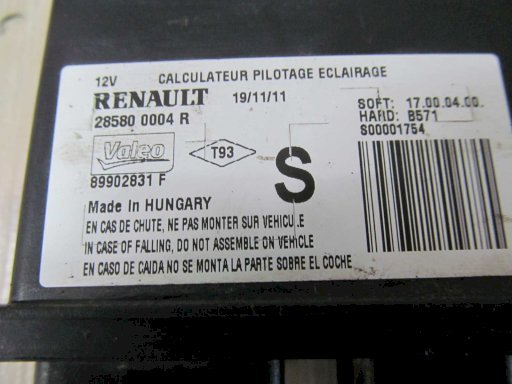 12V CALCULATEUR PILOTAGE ECLAIRAGE
RENAULT 19/11/11
28580 0004 R
SOFT: 17.00.04.00.
HARD: B571
S00001754
Valeo
T93
S
89902831 F
Made in HUNGARY
EN CAS DE CHUTE, NE PAS MONTER SUR VEHICULE
IN CASE OF FALLING, DO NOT ASSEMBLE ON VEHICLE
EN CASO DE CAIDA NO SE MONTA LA PARTE SOBRE EL COCHE